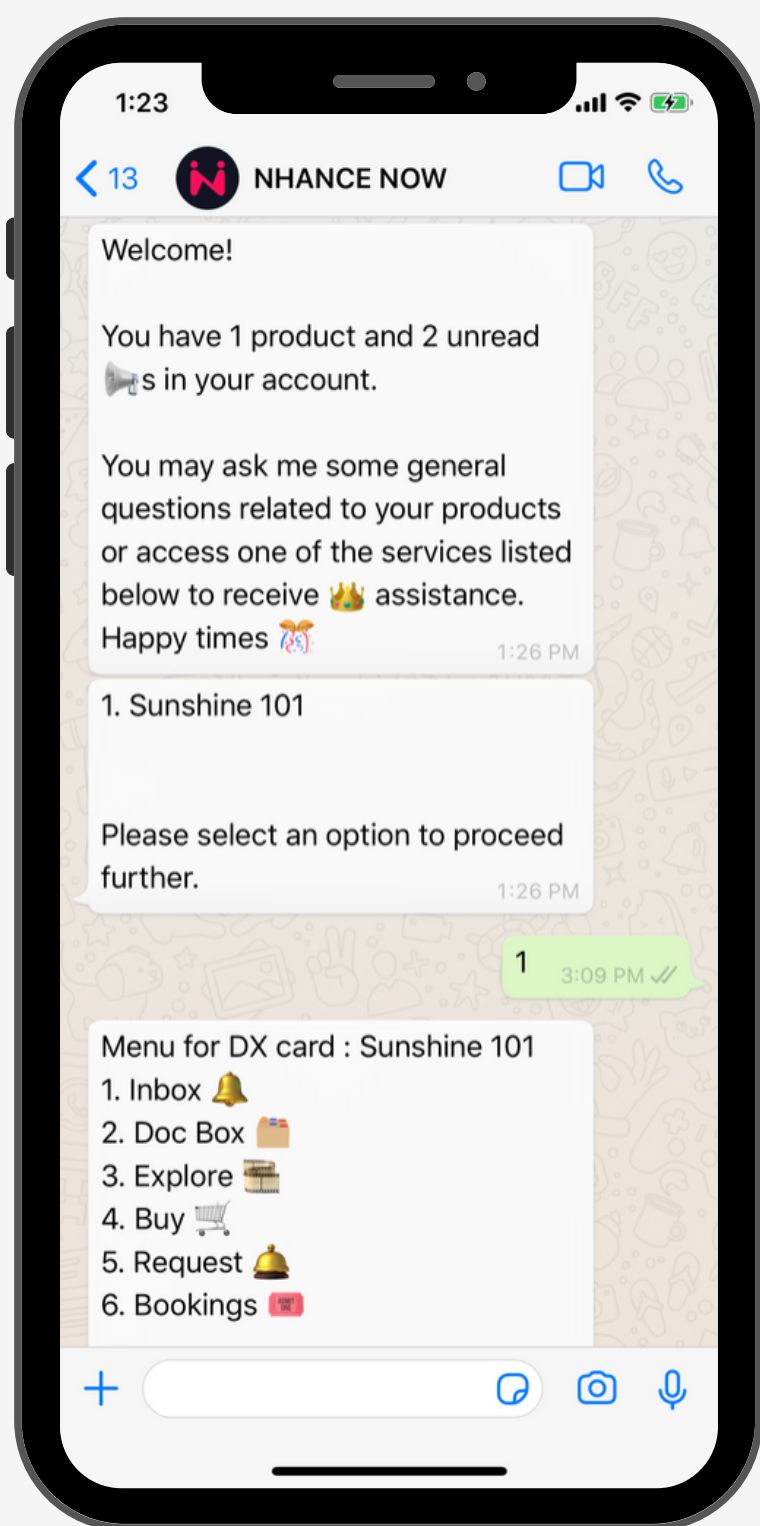 1:23
13 NHANCE NOW
Welcome!
You have 1 product and 2 unread
📢s in your account.
You may ask me some general
questions related to your products
or access one of the services listed
below to receive 👑 assistance.
Happy times 🎊
1:26 PM
1. Sunshine 101
Please select an option to proceed
further.
1:26 PM
1
3:09 PM
Menu for DX card : Sunshine 101
1. Inbox 🔔
2. Doc Box 🗂
3. Explore 🎞
4. Buy 🛒
5. Request 🛎
6. Bookings 🎟